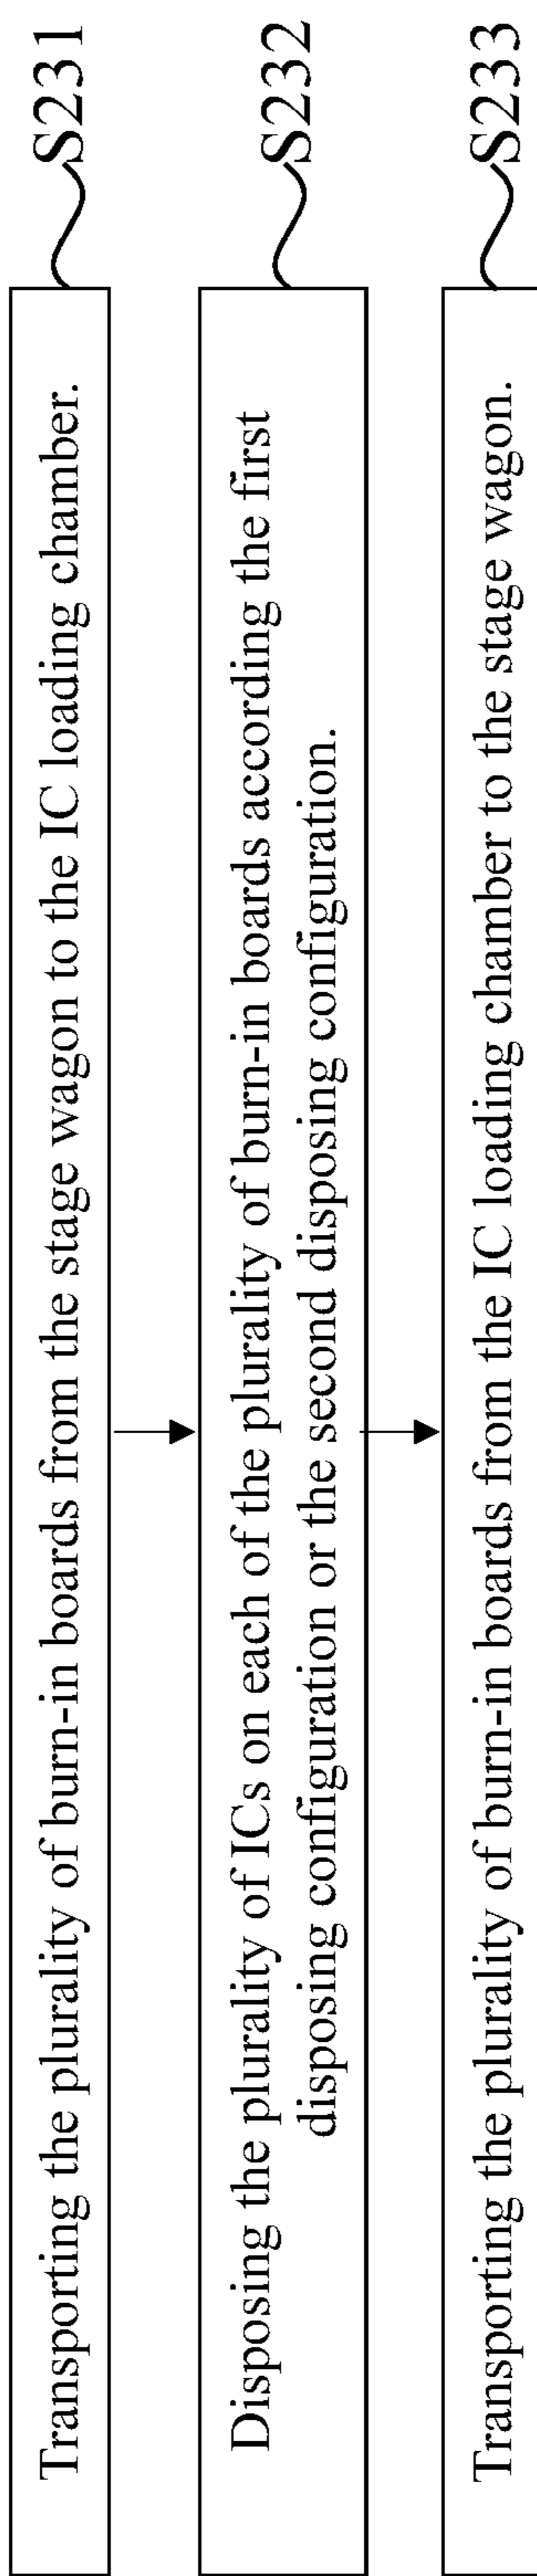 Transporting the plurality of burn-in boards from the stage wagon to the IC loading chamber.
S231
Disposing the plurality of ICs on each of the plurality of burn-in boards according the first
disposing configuration or the second disposing configuration.
S232
Transporting the plurality of burn-in boards from the IC loading chamber to the stage wagon.
S233